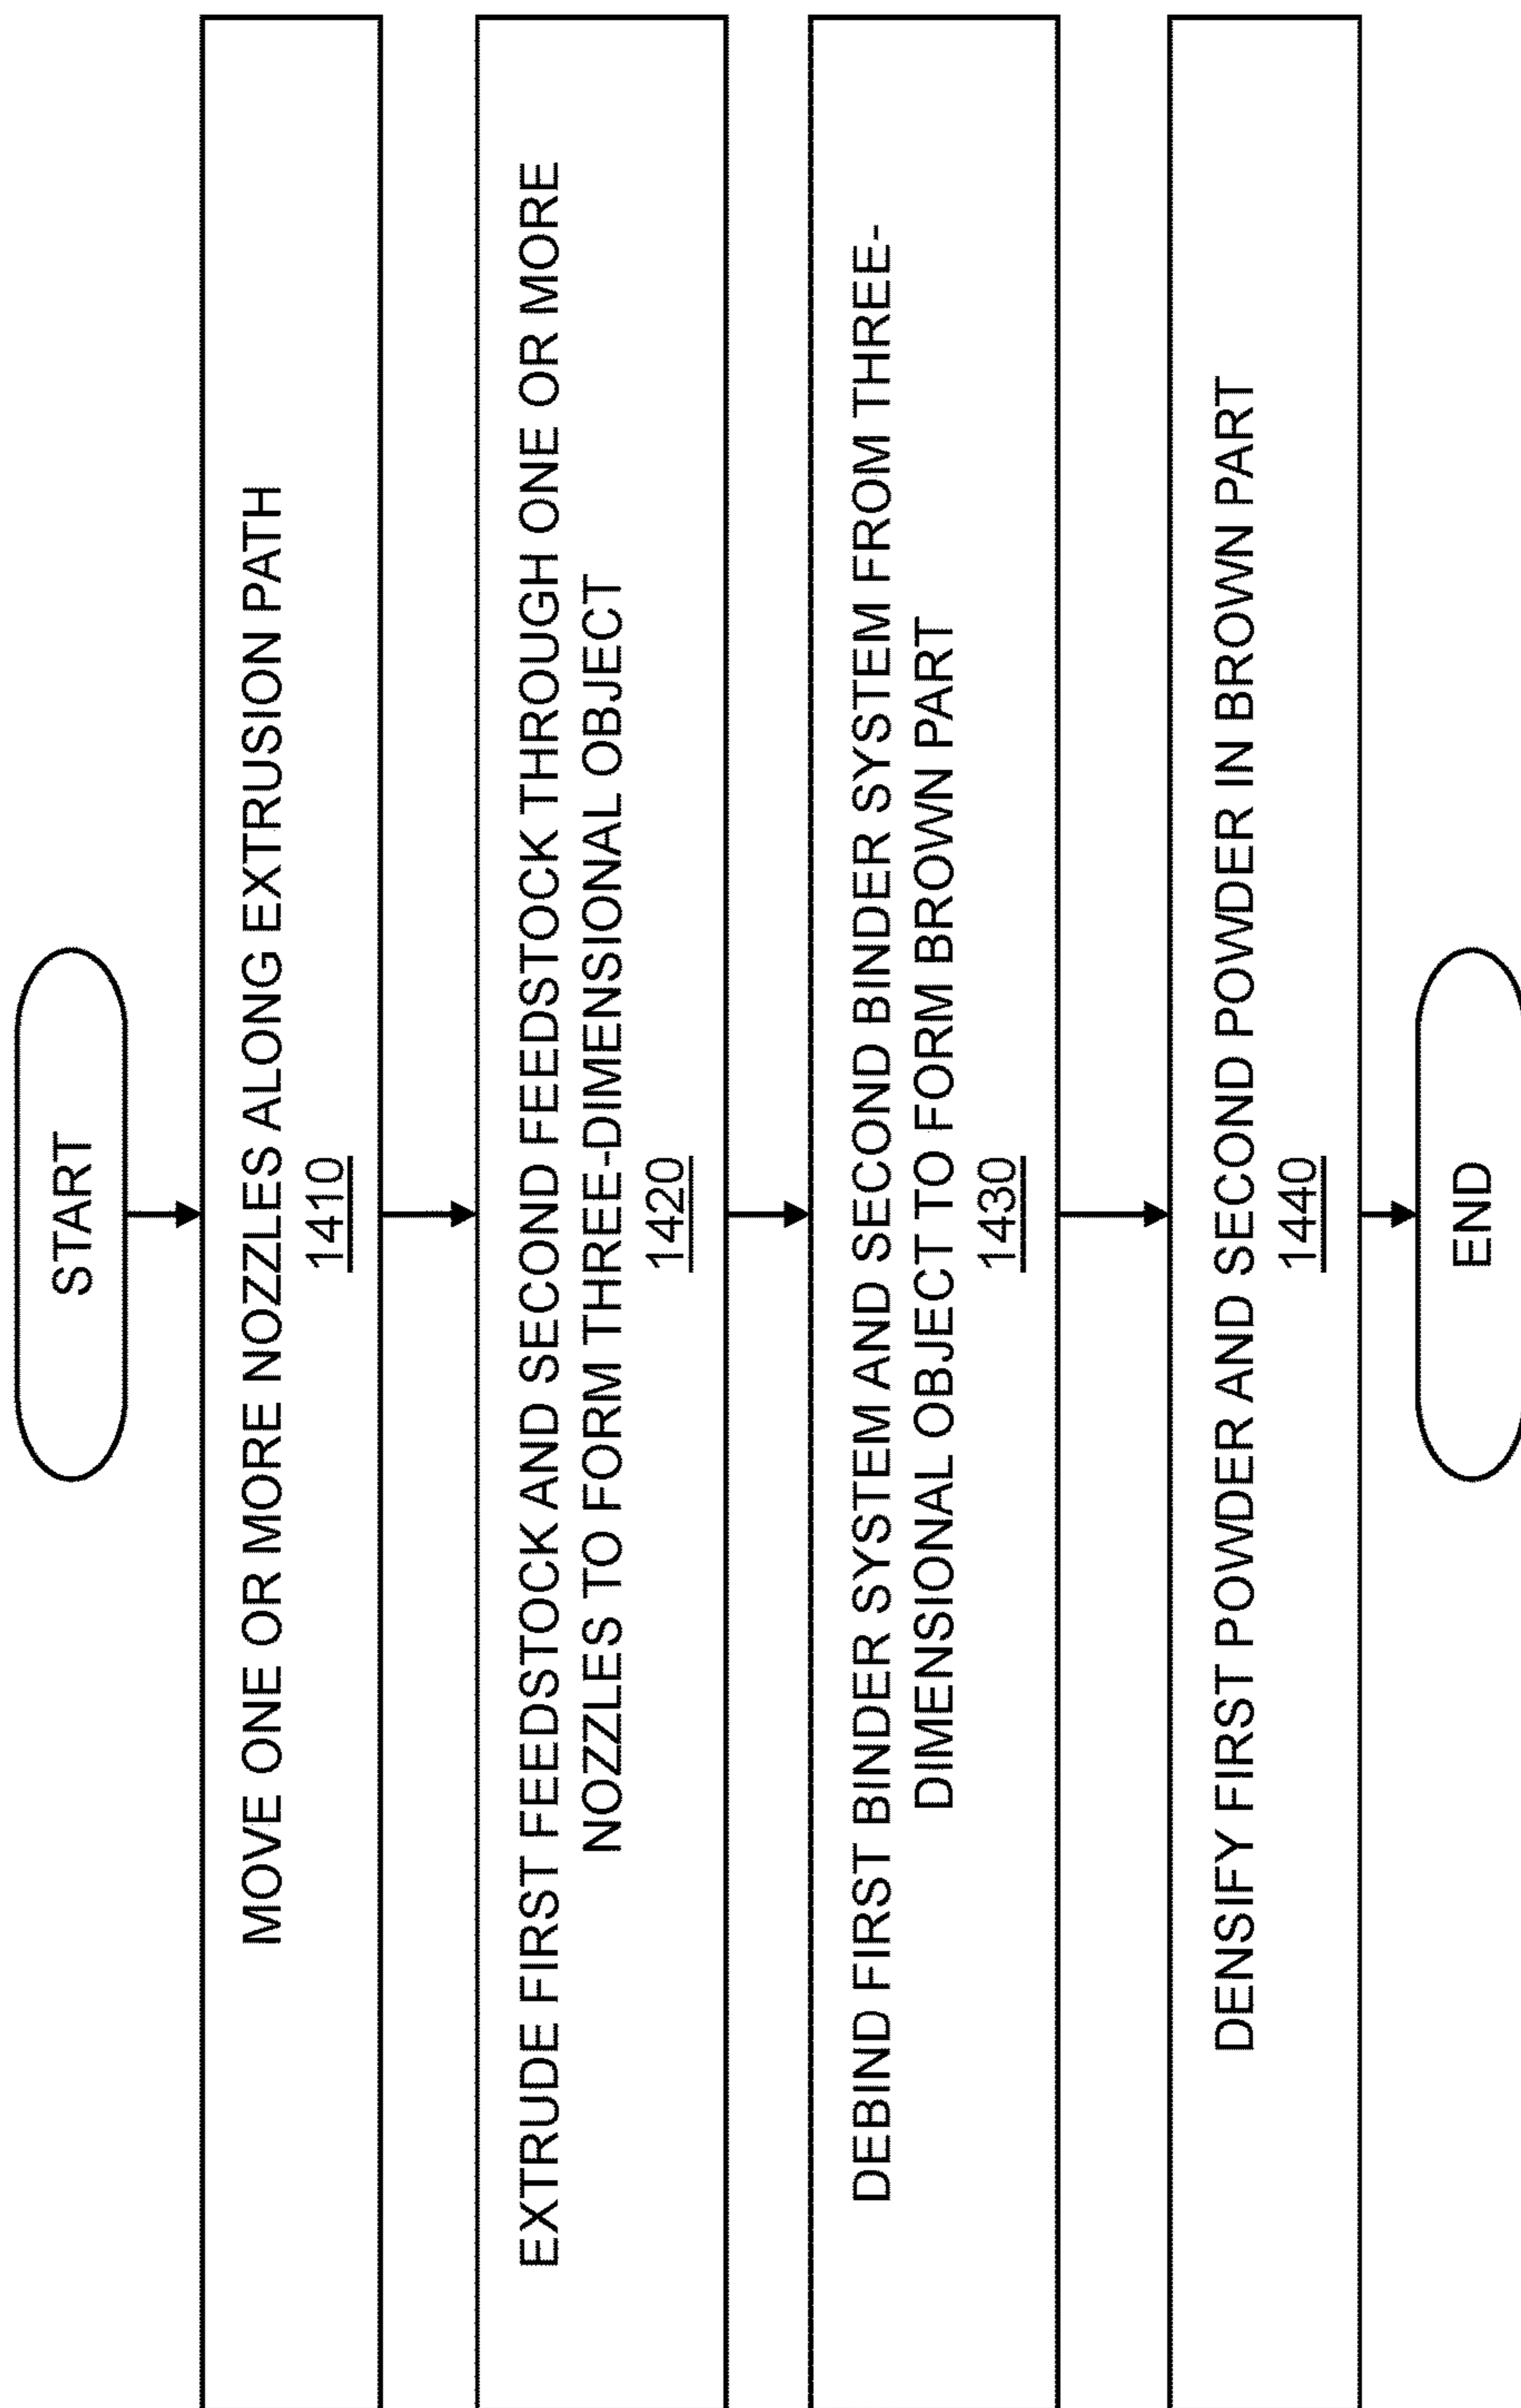 START
MOVE ONE OR MORE NOZZLES ALONG EXTRUSION PATH
1410
EXTRUDE FIRST FEEDSTOCK AND SECOND FEEDSTOCK THROUGH ONE OR MORE
NOZZLES TO FORM THREE-DIMENSIONAL OBJECT
1420
DEBIND FIRST BINDER SYSTEM AND SECOND BINDER SYSTEM FROM THREE-
DIMENSIONAL OBJECT TO FORM BROWN PART
1430
DENSIFY FIRST POWDER AND SECOND POWDER IN BROWN PART
1440
END